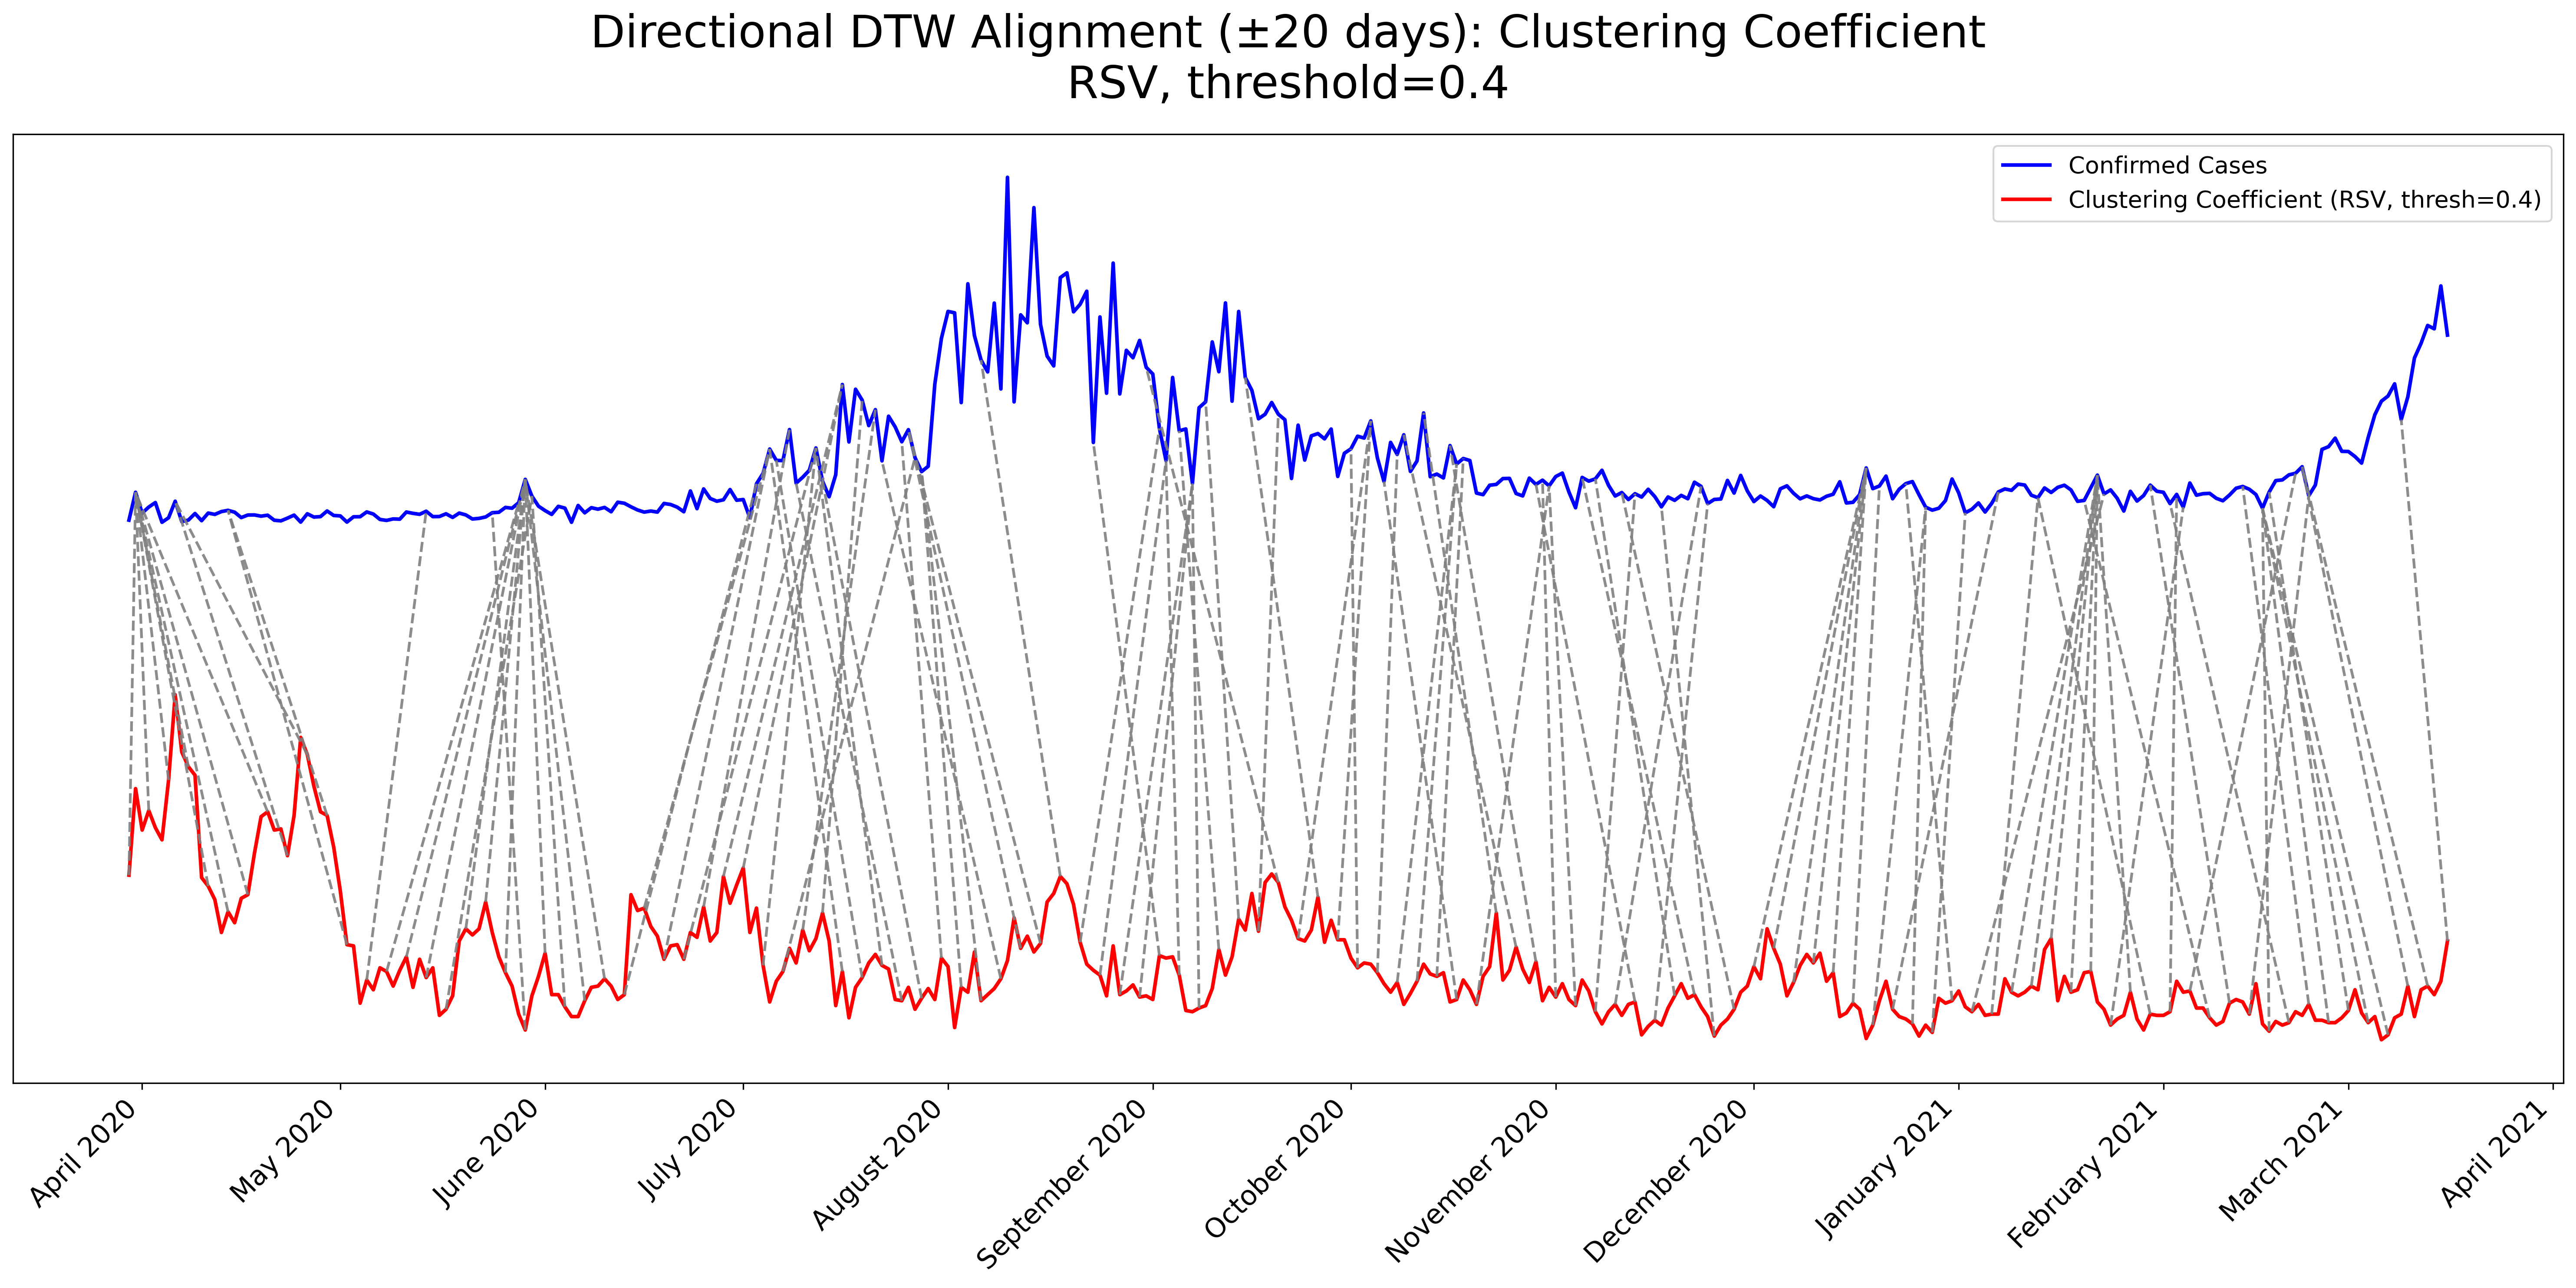 Directional DTW Alignment (±20 days): Clustering Coefficient
RSV, threshold=0.4
Confirmed Cases
Clustering Coefficient (RSV, thresh=0.4)
April 2020
May 2020
June 2020
July 2020
August 2020
September 2020
October 2020
November 2020
December 2020
January 2021
February 2021
March 2021
April 2021